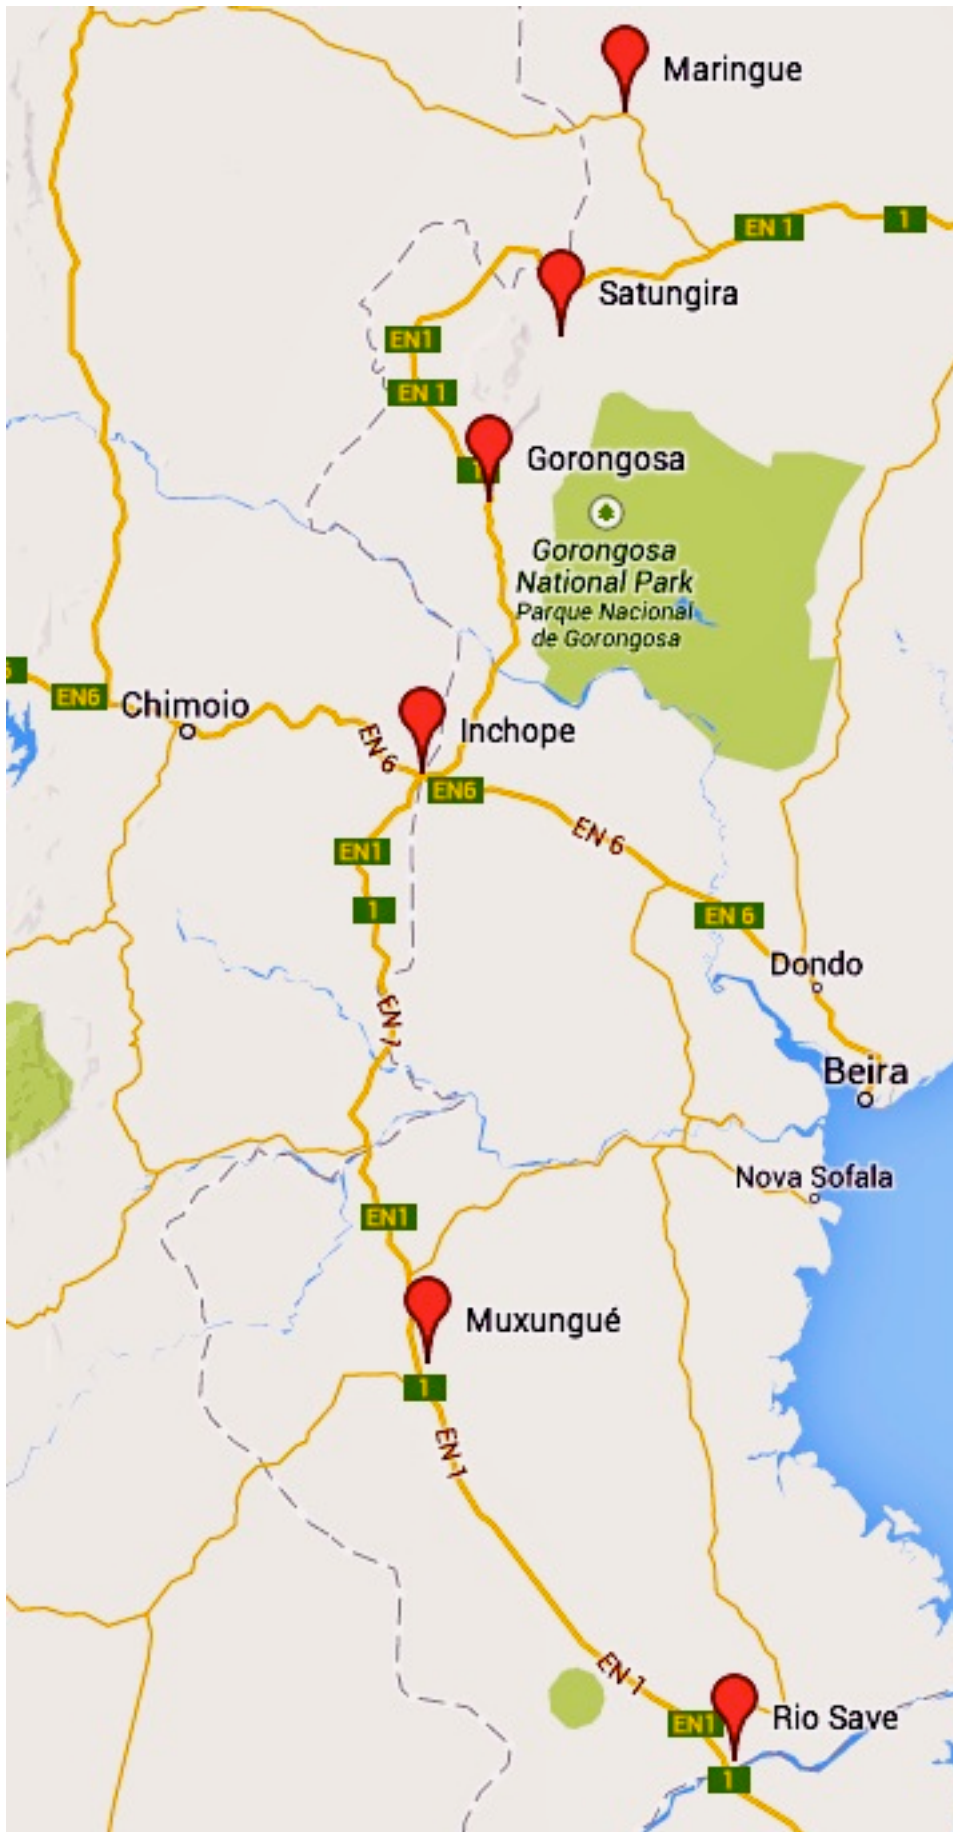 Maringue
EN 1
1
Satungira
EN1
EN 1
Gorongosa
1
Gorongosa
National Park
Parque Nacional
de Gorongosa
6
EN6
Chimoio
Inchope
EN 6
EN6
EN 6
EN1
1
EN 6
Dondo
EN 1
Beira
Nova Sofala
EN1
Muxungué
1
EN 1
EN 1
EN1
Rio Save
1